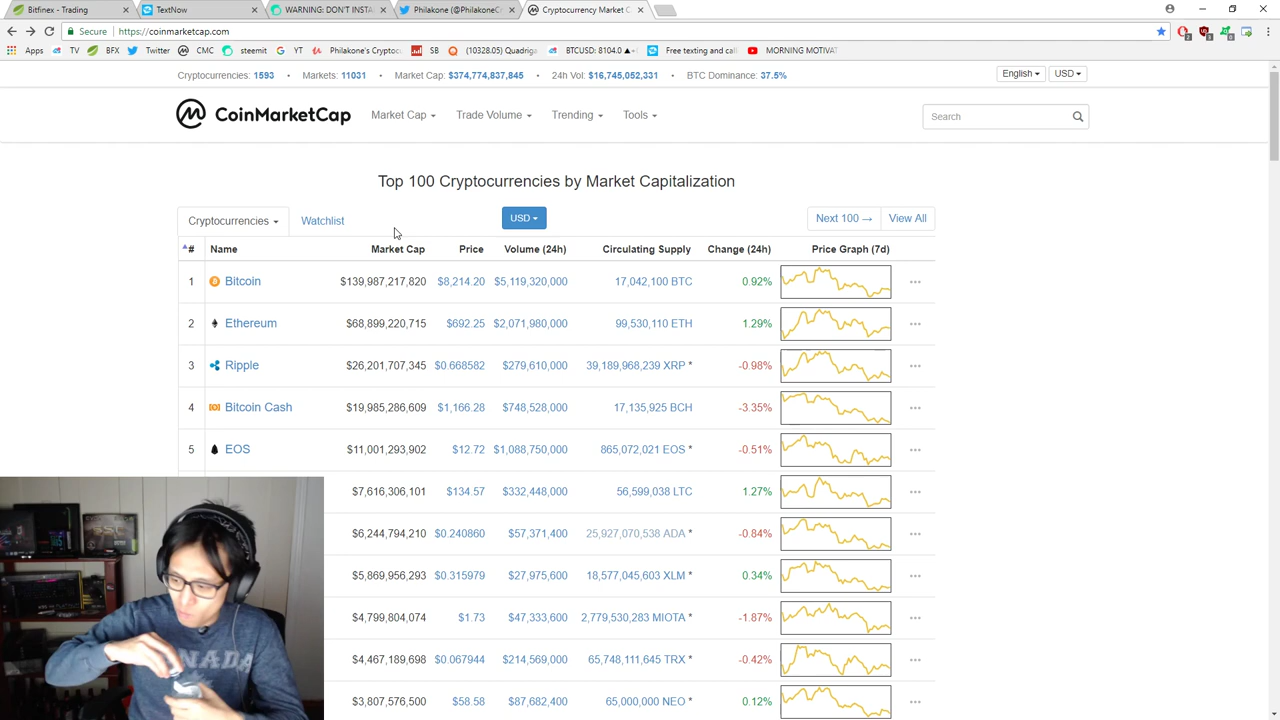 Bitfinex - Trading
TextNow
WARNING: DON'T INSTA
Philakone (@PhilakoneC
Cryptocurrency Market C
Secure | https://coinmarketcap.com
Apps TV BFX Twitter CMC steemit YT Philakone's Cryptoc SB (10328.05) Quadriga BTCUSD: 8104.0 ▲+( Free texting and call MORNING MOTIVAT
Cryptocurrencies: 1593 • Markets: 11031 • Market Cap: $374,774,837,845 • 24h Vol: $16,745,052,331 • BTC Dominance: 37.5%
English USD
CoinMarketCap Market Cap Trade Volume Trending Tools Search
Top 100 Cryptocurrencies by Market Capitalization
Cryptocurrencies Watchlist USD Next 100 → View All
# Name Market Cap Price Volume (24h) Circulating Supply Change (24h) Price Graph (7d)
1 Bitcoin $139,987,217,820 $8,214.20 $5,119,320,000 17,042,100 BTC 0.92%
2 Ethereum $68,899,220,715 $692.25 $2,071,980,000 99,530,110 ETH 1.29%
3 Ripple $26,201,707,345 $0.668582 $279,610,000 39,189,968,239 XRP * -0.98%
4 Bitcoin Cash $19,985,286,609 $1,166.28 $748,528,000 17,135,925 BCH -3.35%
5 EOS $11,001,293,902 $12.72 $1,088,750,000 865,072,021 EOS * -0.51%
$7,616,306,101 $134.57 $332,448,000 56,599,038 LTC 1.27%
$6,244,794,210 $0.240860 $57,371,400 25,927,070,538 ADA * -0.84%
$5,869,956,293 $0.315979 $27,975,600 18,577,045,603 XLM * 0.34%
$4,799,804,074 $1.73 $47,333,600 2,779,530,283 MIOTA * -1.87%
$4,467,189,698 $0.067944 $214,569,000 65,748,111,645 TRX * -0.42%
$3,807,576,500 $58.58 $87,682,400 65,000,000 NEO * 0.12%